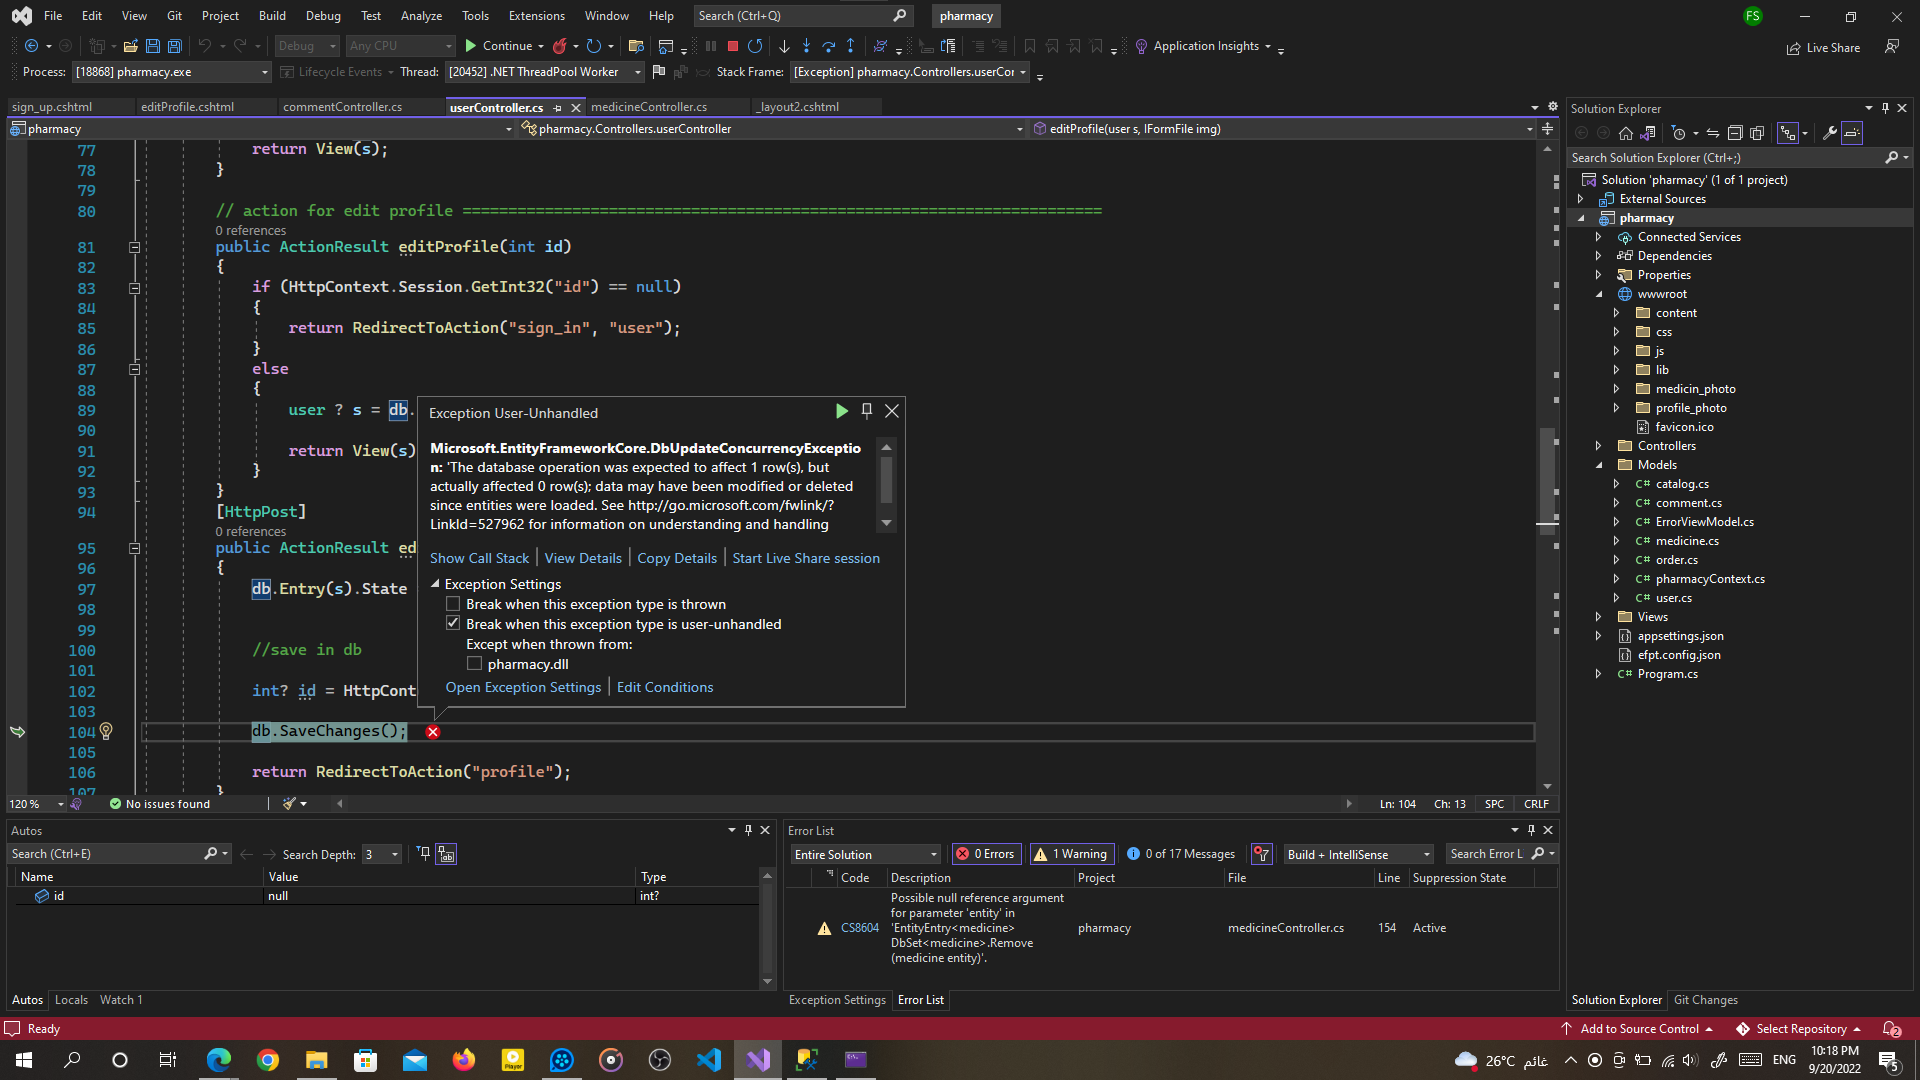 File Edit View Git Project Build Debug Test Analyze Tools Extensions Window Help Search (Ctrl+Q) pharmacy FS
Debug Any CPU Continue Application Insights Live Share
Process: [18868] pharmacy.exe Lifecycle Events Thread: [20452] .NET ThreadPool Worker Stack Frame: [Exception] pharmacy.Controllers.userCor
sign_up.cshtml editProfile.cshtml commentController.cs userController.cs medicineController.cs _layout2.cshtml
pharmacy pharmacy.Controllers.userController editProfile(user s, IFormFile img)
77 return View(s);
78 }
79
80 // action for edit profile ======================================================================
0 references
81 public ActionResult editProfile(int id)
82 {
83 if (HttpContext.Session.GetInt32("id") == null)
84 {
85 return RedirectToAction("sign_in", "user");
86 }
87 else
88 {
89 user ? s = db.
90
91 return View(s)
92 }
93 }
94 [HttpPost]
0 references
95 public ActionResult ed
96 {
97 db.Entry(s).State
98
99
100 //save in db
101
102 int? id = HttpCont
103
104 db.SaveChanges();
105
106 return RedirectToAction("profile");
107 }
Exception User-Unhandled
Microsoft.EntityFrameworkCore.DbUpdateConcurrencyExceptio
n: 'The database operation was expected to affect 1 row(s), but
actually affected 0 row(s); data may have been modified or deleted
since entities were loaded. See http://go.microsoft.com/fwlink/?
LinkId=527962 for information on understanding and handling
Show Call Stack View Details Copy Details Start Live Share session
Exception Settings
Break when this exception type is thrown
Break when this exception type is user-unhandled
Except when thrown from:
pharmacy.dll
Open Exception Settings Edit Conditions
120 % No issues found Ln: 104 Ch: 13 SPC CRLF
Solution Explorer
Search Solution Explorer (Ctrl+;)
Solution 'pharmacy' (1 of 1 project)
External Sources
pharmacy
Connected Services
Dependencies
Properties
wwwroot
content
css
js
lib
medicin_photo
profile_photo
favicon.ico
Controllers
Models
C# catalog.cs
C# comment.cs
C# ErrorViewModel.cs
C# medicine.cs
C# order.cs
C# pharmacyContext.cs
C# user.cs
Views
appsettings.json
efpt.config.json
C# Program.cs
Solution Explorer Git Changes
Autos
Search (Ctrl+E) Search Depth: 3
Name Value Type
id null int?
Autos Locals Watch 1
Error List
Entire Solution 0 Errors 1 Warning 0 of 17 Messages Build + IntelliSense Search Error L
Code Description Project File Line Suppression State
CS8604 Possible null reference argument
for parameter 'entity' in
'EntityEntry<medicine> pharmacy medicineController.cs 154 Active
DbSet<medicine>.Remove
(medicine entity)'.
Exception Settings Error List
Ready Add to Source Control Select Repository 2
Player 26°C غائم ENG 10:18 PM
9/20/2022 5